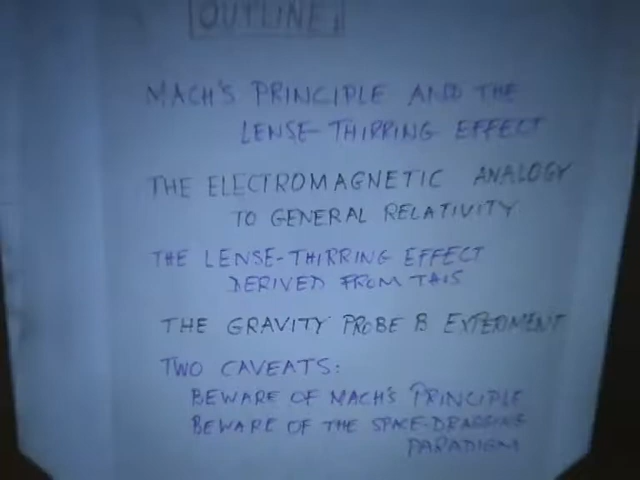 OUTLINE:
MACH'S PRINCIPLE AND THE
LENSE-THIRRING EFFECT
THE ELECTROMAGNETIC ANALOGY
TO GENERAL RELATIVITY
THE LENSE-THIRRING EFFECT
DERIVED FROM THIS
THE GRAVITY PROBE B EXPERIMENT
TWO CAVEATS:
BEWARE OF MACH'S PRINCIPLE
BEWARE OF THE SPACE-DRAGGING
PARADIGM